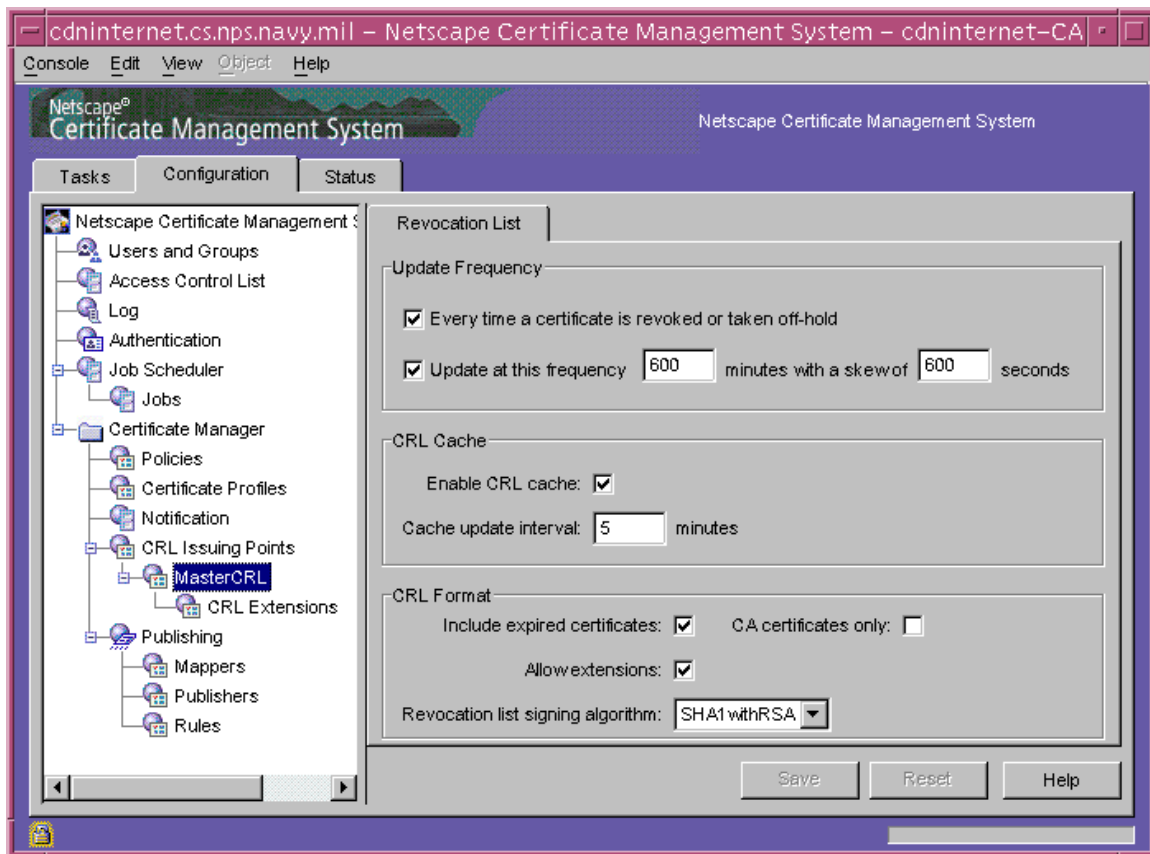 cdninternet.cs.nps.navy.mil – Netscape Certificate Management System – cdninternet–CA
Console Edit View Object Help
Netscape®
Certificate Management System
Netscape Certificate Management System
Tasks Configuration Status
Netscape Certificate Management S
Users and Groups
Access Control List
Log
Authentication
Job Scheduler
Jobs
Certificate Manager
Policies
Certificate Profiles
Notification
CRL Issuing Points
MasterCRL
CRL Extensions
Publishing
Mappers
Publishers
Rules
Revocation List
Update Frequency
Every time a certificate is revoked or taken off-hold
Update at this frequency 600 minutes with a skew of 600 seconds
CRL Cache
Enable CRL cache:
Cache update interval: 5 minutes
CRL Format
Include expired certificates: CA certificates only:
Allow extensions:
Revocation list signing algorithm: SHA1withRSA
Save Reset Help